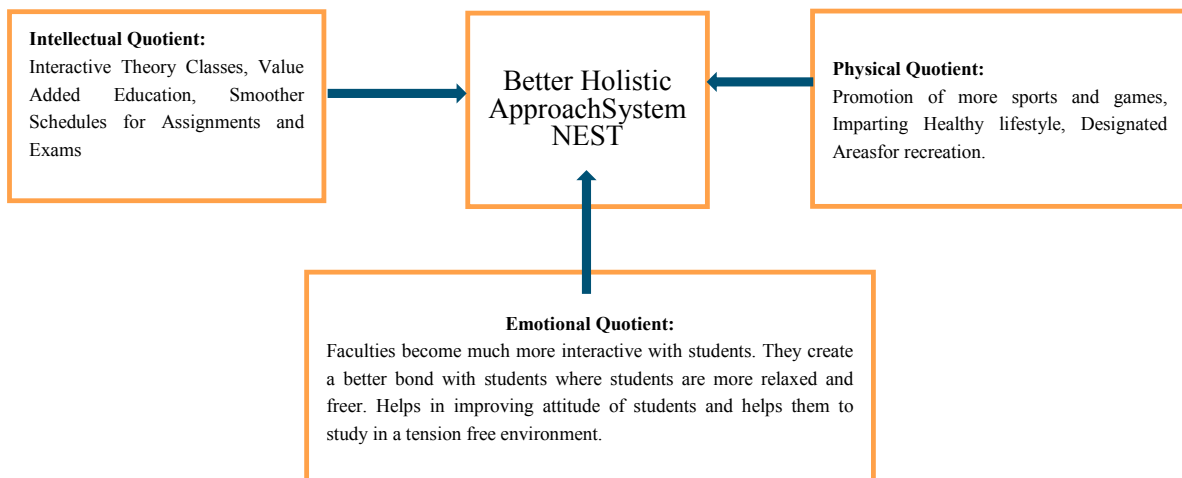 Intellectual Quotient:
Interactive Theory Classes, Value
Added Education, Smoother
Schedules for Assignments and
Exams
Better Holistic
ApproachSystem
NEST
Physical Quotient:
Promotion of more sports and games,
Imparting Healthy lifestyle, Designated
Areasfor recreation.
Emotional Quotient:
Faculties become much more interactive with students. They create
a better bond with students where students are more relaxed and
freer. Helps in improving attitude of students and helps them to
study in a tension free environment.